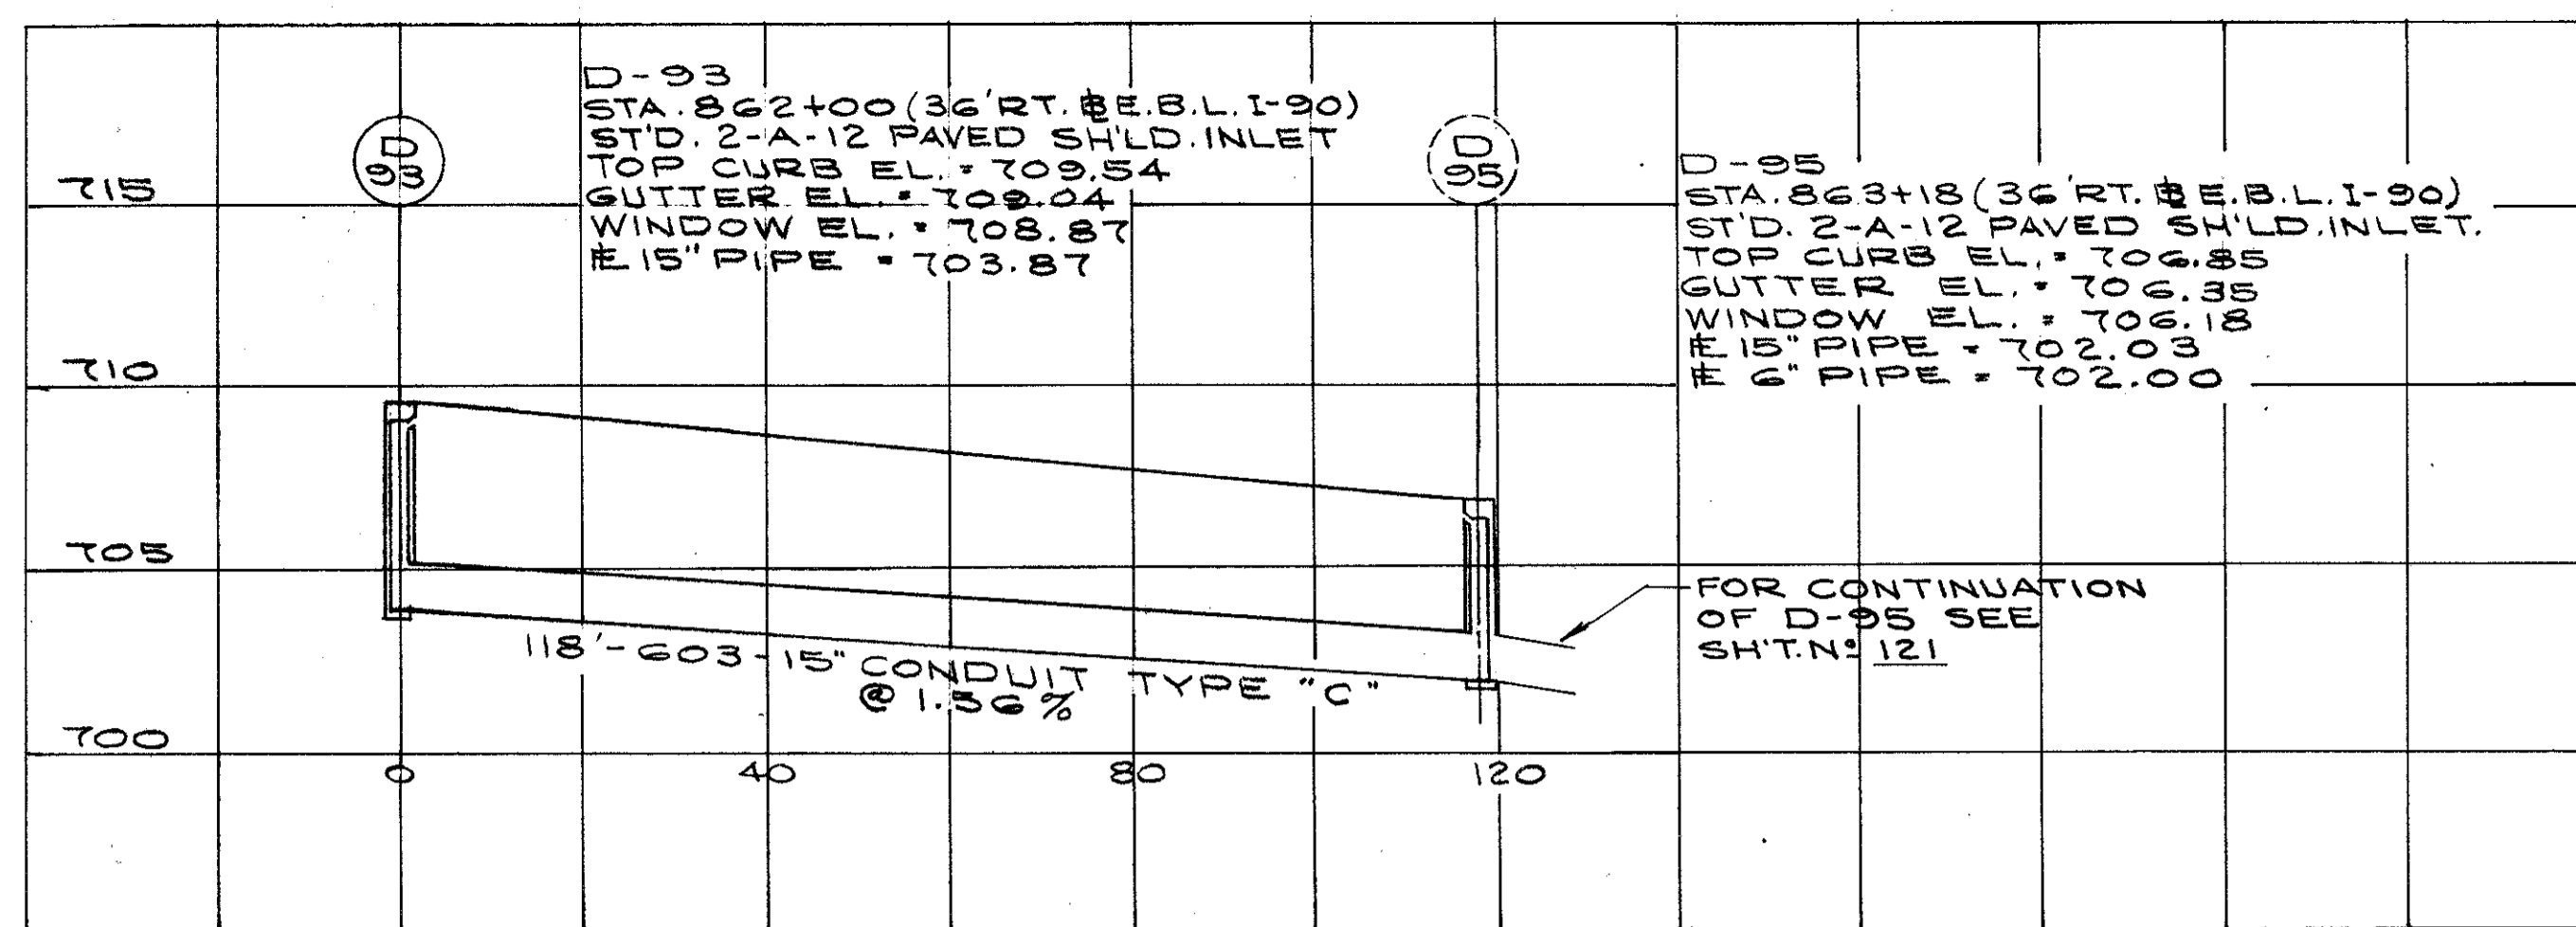 D-93
STA. 862+00 (36' RT. ℄ E.B.L. I-90)
ST'D. 2-A-12 PAVED SH'LD. INLET
TOP CURB EL. = 709.54
GUTTER EL. = 709.04
WINDOW EL. = 708.87
℄ 15" PIPE = 703.87
D
93
D
95
D-95
STA. 863+18 (36' RT. ℄ E.B.L. I-90)
ST'D. 2-A-12 PAVED SH'LD. INLET.
TOP CURB EL. = 706.85
GUTTER EL. = 706.35
WINDOW EL. = 706.18
℄ 15" PIPE = 702.03
℄ 6" PIPE = 702.00
715
710
705
700
FOR CONTINUATION
OF D-95 SEE
SH'T. Nº 121
118'-603-15" CONDUIT TYPE "C"
@ 1.56%
0
40
80
120